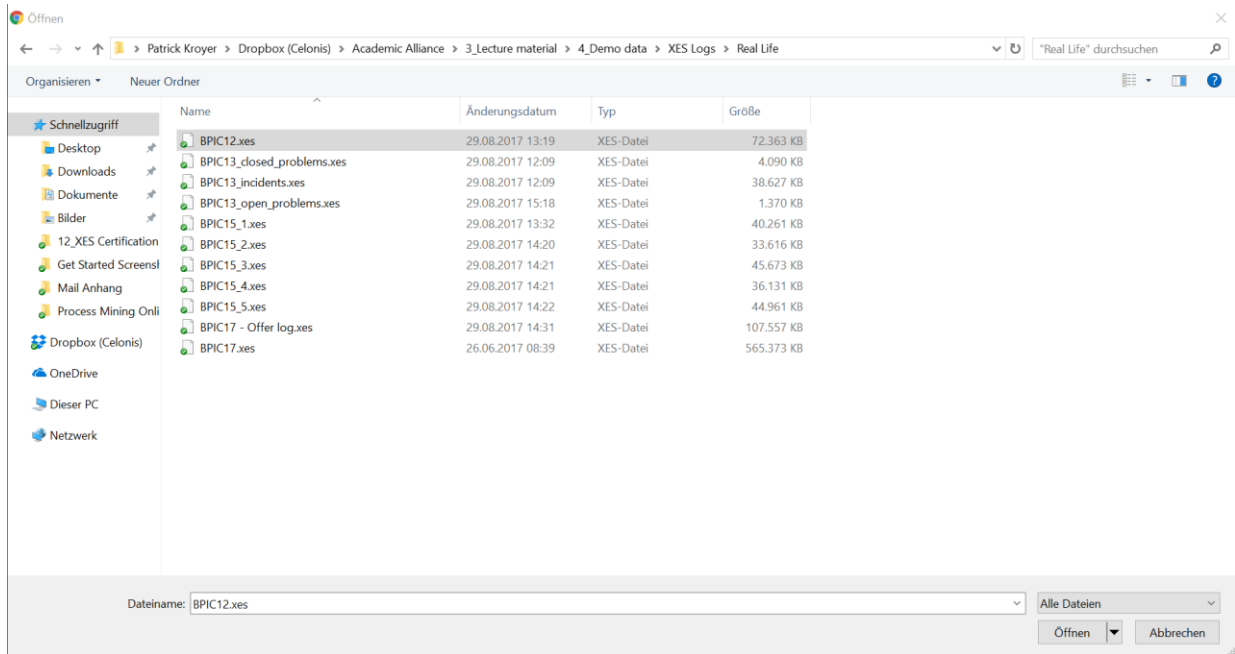 Öffnen
Patrick Kroyer > Dropbox (Celonis) > Academic Alliance > 3_Lecture material > 4_Demo data > XES Logs > Real Life
"Real Life" durchsuchen
Organisieren Neuer Ordner
Name Änderungsdatum Typ Größe
Schnellzugriff
Desktop
Downloads
Dokumente
Bilder
12_XES Certification
Get Started Screensh
Mail Anhang
Process Mining Onli
Dropbox (Celonis)
OneDrive
Dieser PC
Netzwerk
BPIC12.xes 29.08.2017 13:19 XES-Datei 72.363 KB
BPIC13_closed_problems.xes 29.08.2017 12:09 XES-Datei 4.090 KB
BPIC13_incidents.xes 29.08.2017 12:09 XES-Datei 38.627 KB
BPIC13_open_problems.xes 29.08.2017 15:18 XES-Datei 1.370 KB
BPIC15_1.xes 29.08.2017 13:32 XES-Datei 40.261 KB
BPIC15_2.xes 29.08.2017 14:20 XES-Datei 33.616 KB
BPIC15_3.xes 29.08.2017 14:21 XES-Datei 45.673 KB
BPIC15_4.xes 29.08.2017 14:21 XES-Datei 36.131 KB
BPIC15_5.xes 29.08.2017 14:22 XES-Datei 44.961 KB
BPIC17 - Offer log.xes 29.08.2017 14:31 XES-Datei 107.557 KB
BPIC17.xes 26.06.2017 08:39 XES-Datei 565.373 KB
Dateiname: BPIC12.xes
Alle Dateien
Öffnen Abbrechen